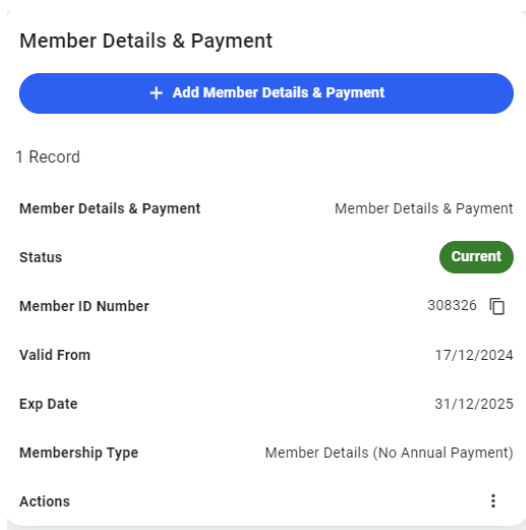 Member Details & Payment
+ Add Member Details & Payment
1 Record
Member Details & Payment Member Details & Payment
Status Current
Member ID Number 308326
Valid From 17/12/2024
Exp Date 31/12/2025
Membership Type Member Details (No Annual Payment)
Actions